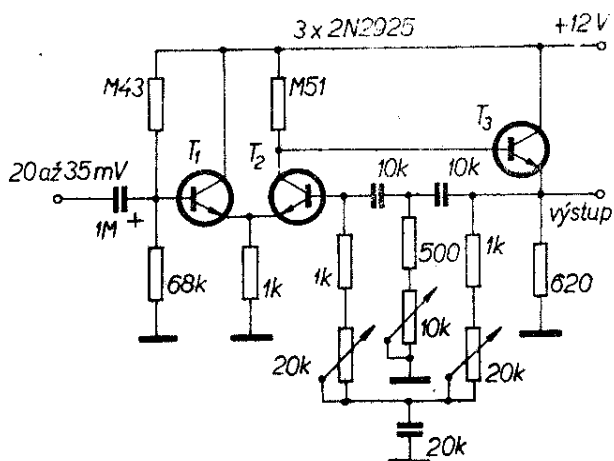 3 x 2N2925
+12V
M43
M51
T1
T2
T3
20 až 35 mV
10k
10k
výstup
1M
+
68k
1k
1k
500
1k
620
20k
10k
20k
20k